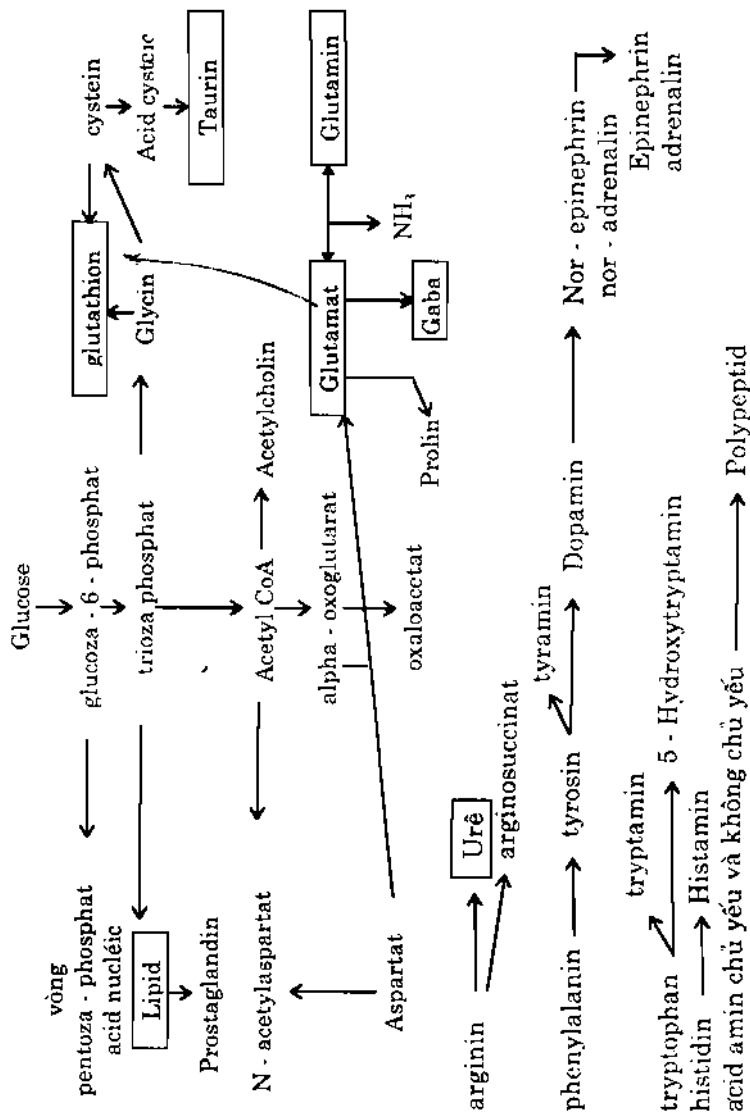 Glucose
vòng
pentoza - phosphat
acid nucléic
glucoza - 6 - phosphat
glutathion
cystein
Lipid
trioza phosphat
Glycin
Acid cysteic
Prostaglandin
Taurin
N - acetylaspartat
Acetyl CoA
Acetylcholin
alpha - oxoglutarat
Glutamat
Glutamin
NH₃
Aspartat
oxaloacetat
Prolin
Gaba
arginin
Urê
arginosuccinat
phenylalanin
tyrosin
tyramin
Dopamin
Nor - epinephrin
nor - adrenalin
Epinephrin
adrenalin
tryptophan
tryptamin
5 - Hydroxytryptamin
histidin
Histamin
acid amin chủ yếu và không chủ yếu
Polypeptid